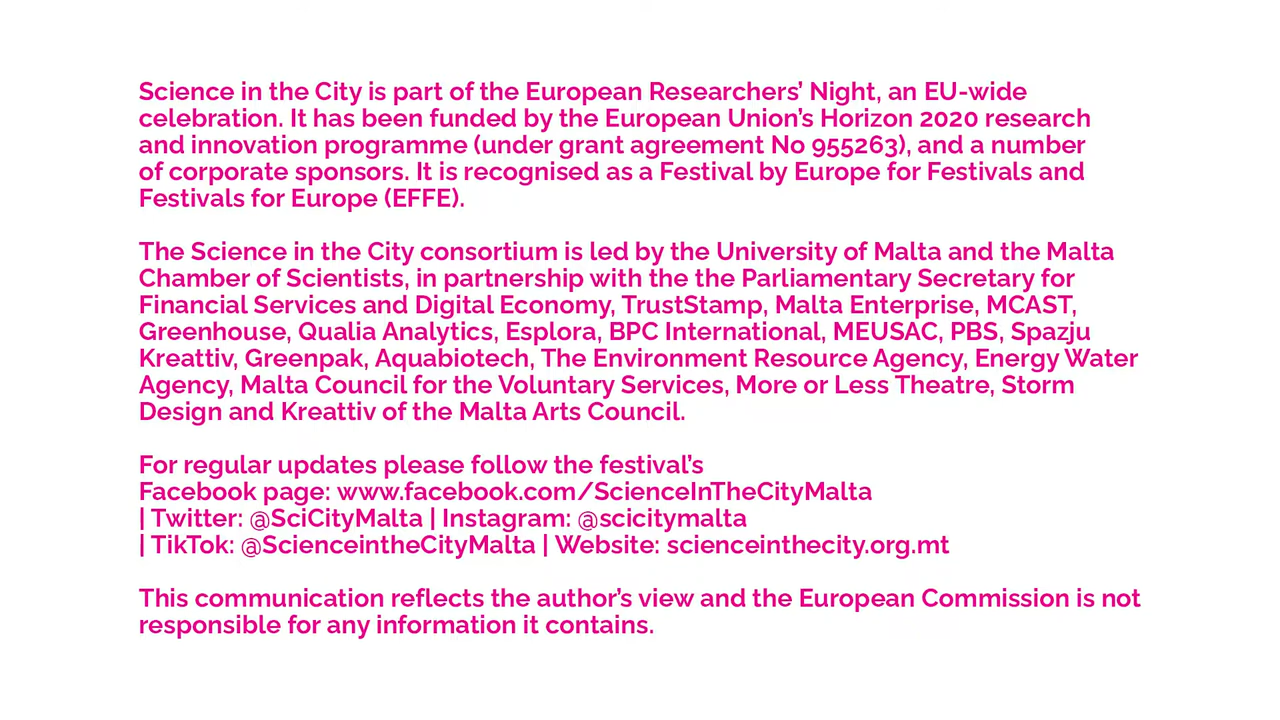 Science in the City is part of the European Researchers’ Night, an EU-wide
celebration. It has been funded by the European Union’s Horizon 2020 research
and innovation programme (under grant agreement No 955263), and a number
of corporate sponsors. It is recognised as a Festival by Europe for Festivals and
Festivals for Europe (EFFE).
The Science in the City consortium is led by the University of Malta and the Malta
Chamber of Scientists, in partnership with the the Parliamentary Secretary for
Financial Services and Digital Economy, TrustStamp, Malta Enterprise, MCAST,
Greenhouse, Qualia Analytics, Esplora, BPC International, MEUSAC, PBS, Spazju
Kreattiv, Greenpak, Aquabiotech, The Environment Resource Agency, Energy Water
Agency, Malta Council for the Voluntary Services, More or Less Theatre, Storm
Design and Kreattiv of the Malta Arts Council.
For regular updates please follow the festival’s
Facebook page: www.facebook.com/ScienceInTheCityMalta
| Twitter: @SciCityMalta | Instagram: @scicitymalta
| TikTok: @ScienceintheCityMalta | Website: scienceinthecity.org.mt
This communication reflects the author’s view and the European Commission is not
responsible for any information it contains.